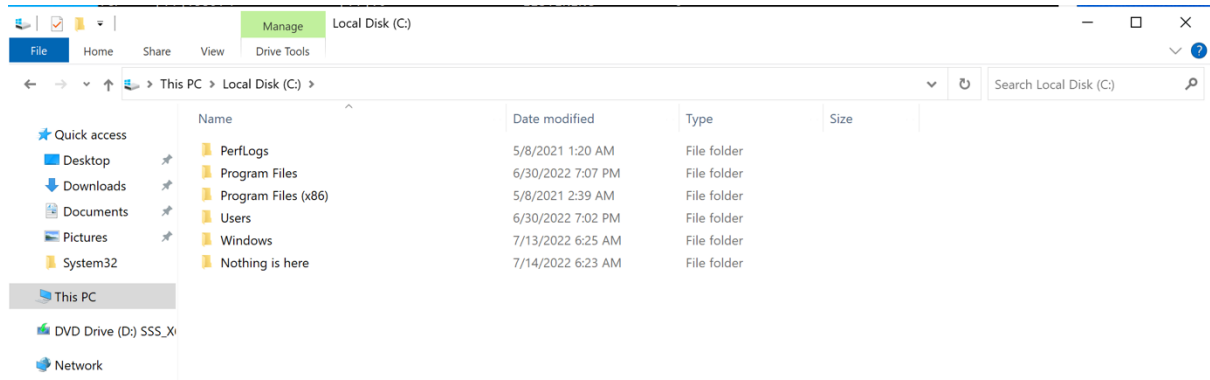 Manage Local Disk (C:)
File Home Share View Drive Tools
This PC > Local Disk (C:) > Search Local Disk (C:)
Name Date modified Type Size
Quick access
Desktop
Downloads
Documents
Pictures
System32
This PC
DVD Drive (D:) SSS_X
Network
PerfLogs 5/8/2021 1:20 AM File folder
Program Files 6/30/2022 7:07 PM File folder
Program Files (x86) 5/8/2021 2:39 AM File folder
Users 6/30/2022 7:02 PM File folder
Windows 7/13/2022 6:25 AM File folder
Nothing is here 7/14/2022 6:23 AM File folder